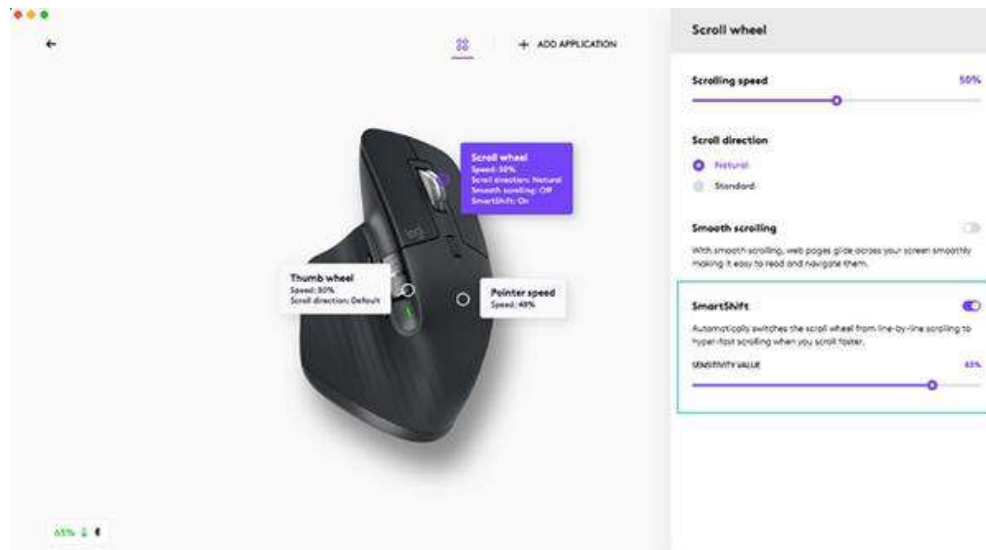 ADD APPLICATION
Scroll wheel
Speed: 50%
Scroll direction: Natural
Smooth scrolling: Off
SmartShift: On
logi
Thumb wheel
Speed: 50%
Scroll direction: Default
Pointer speed
Speed: 48%
65%
Scroll wheel
Scrolling speed 50%
Scroll direction
Natural
Standard
Smooth scrolling
With smooth scrolling, web pages glide across your screen smoothly
making it easy to read and navigate them.
SmartShift
Automatically switches the scroll wheel from line-by-line scrolling to
hyper-fast scrolling when you scroll faster.
SENSITIVITY VALUE